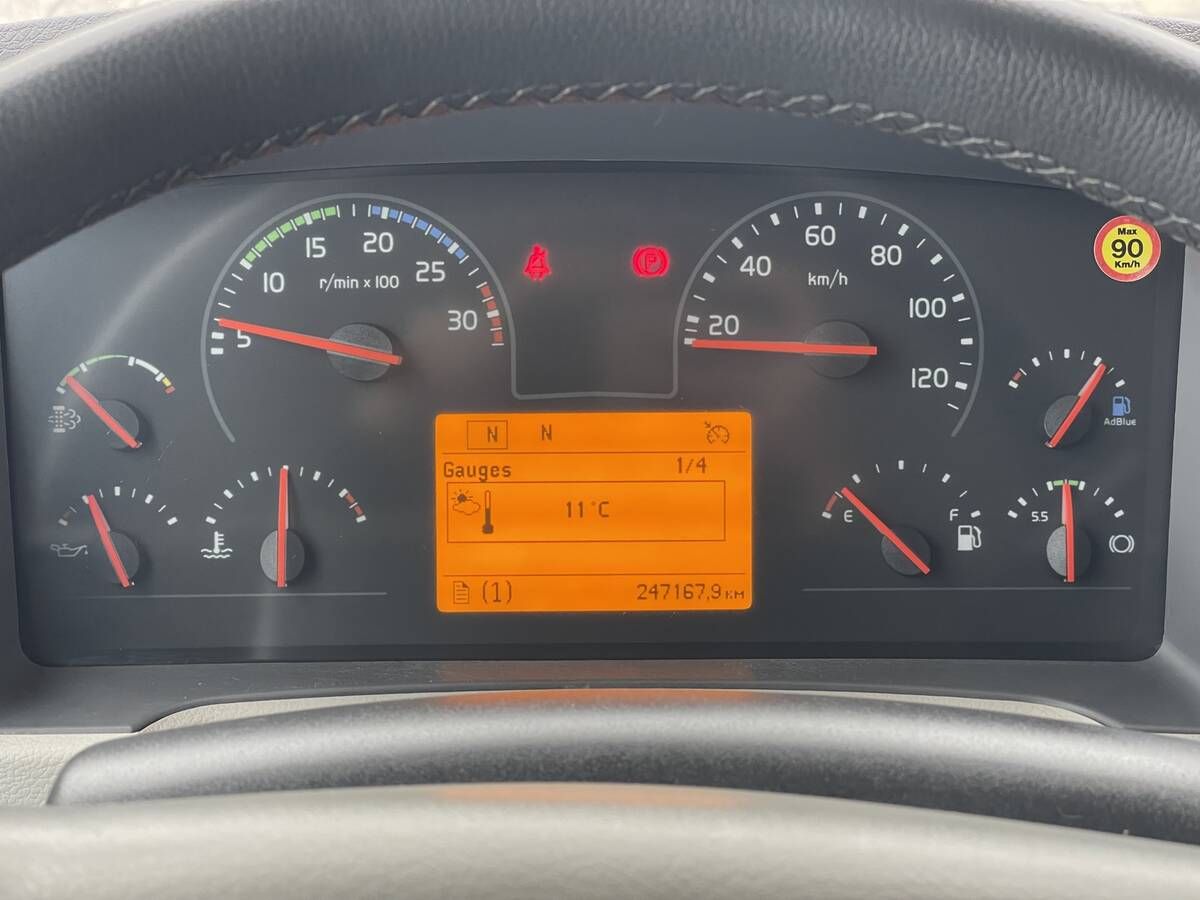 5
10
15
20
25
30
r/min x 100
20
40
60
80
100
120
km/h
Max
90
Km/h
AdBlue
N N
Gauges 1/4
11°C
(1) 247167,9 KM
E F
5.5
P